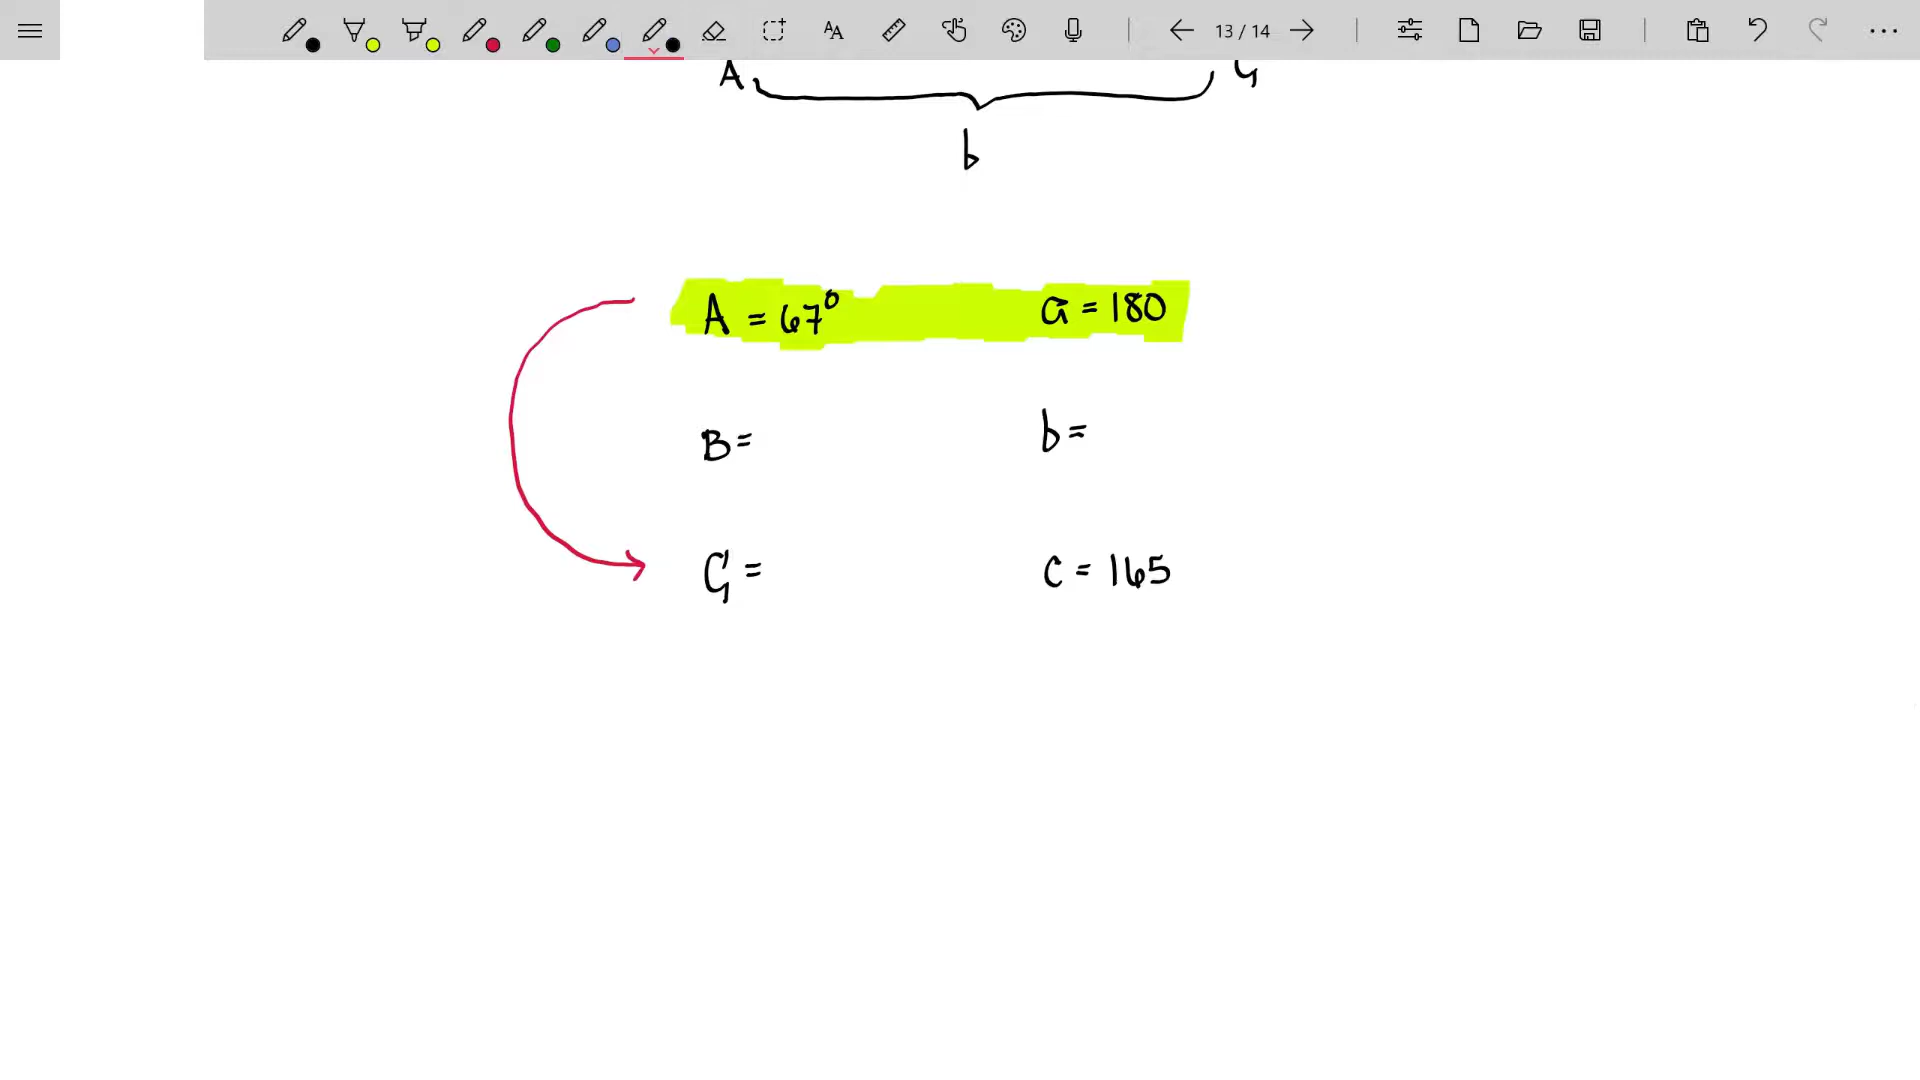 13 / 14
A C
b
A = 67° a = 180
B = b =
C = c = 165